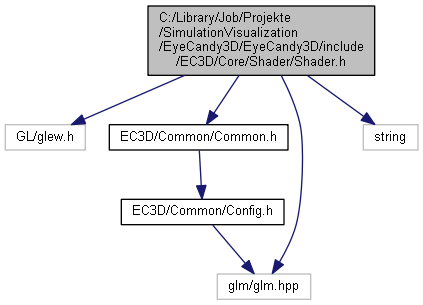 C:/Library/Job/Projekte
/SimulationVisualization
/EyeCandy3D/EyeCandy3D/include
/EC3D/Core/Shader/Shader.h
GL/glew.h
EC3D/Common/Common.h
string
EC3D/Common/Config.h
glm/glm.hpp